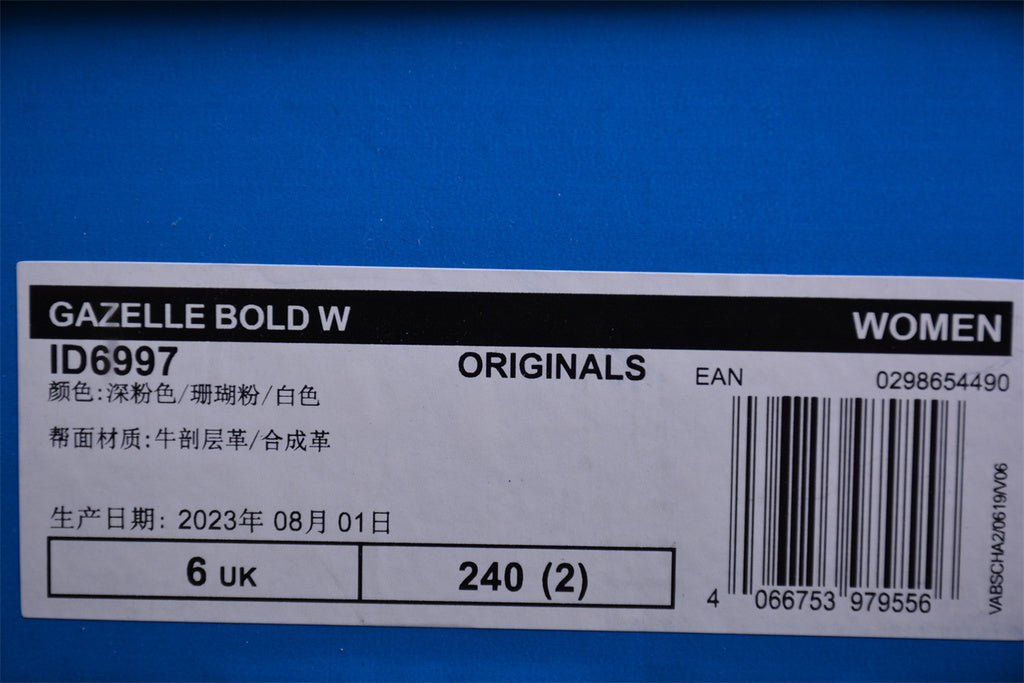 GAZELLE BOLD W WOMEN
ID6997 ORIGINALS EAN 0298654490
颜色:深粉色/珊瑚粉/白色
帮面材质:牛剖层革/合成革
生产日期: 2023年 08月 01日
6 UK 240 (2)
4 066753 979556
VABSCHA2/0619/V06